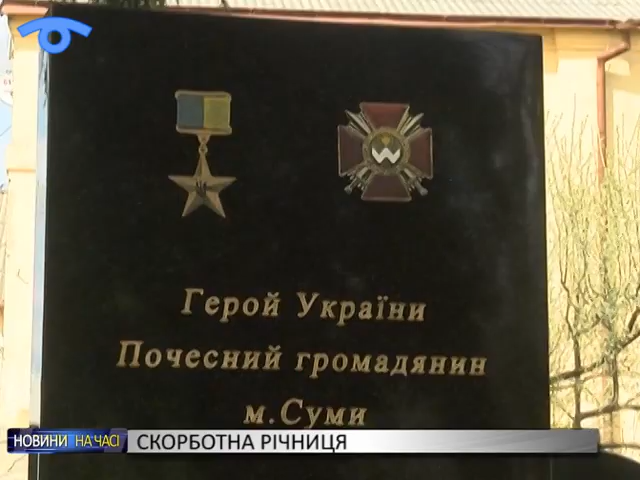 Герой України
Почесний громадянин
м.Суми
НОВИНИ НА ЧАСІ
СКОРБОТНА РІЧНИЦЯ